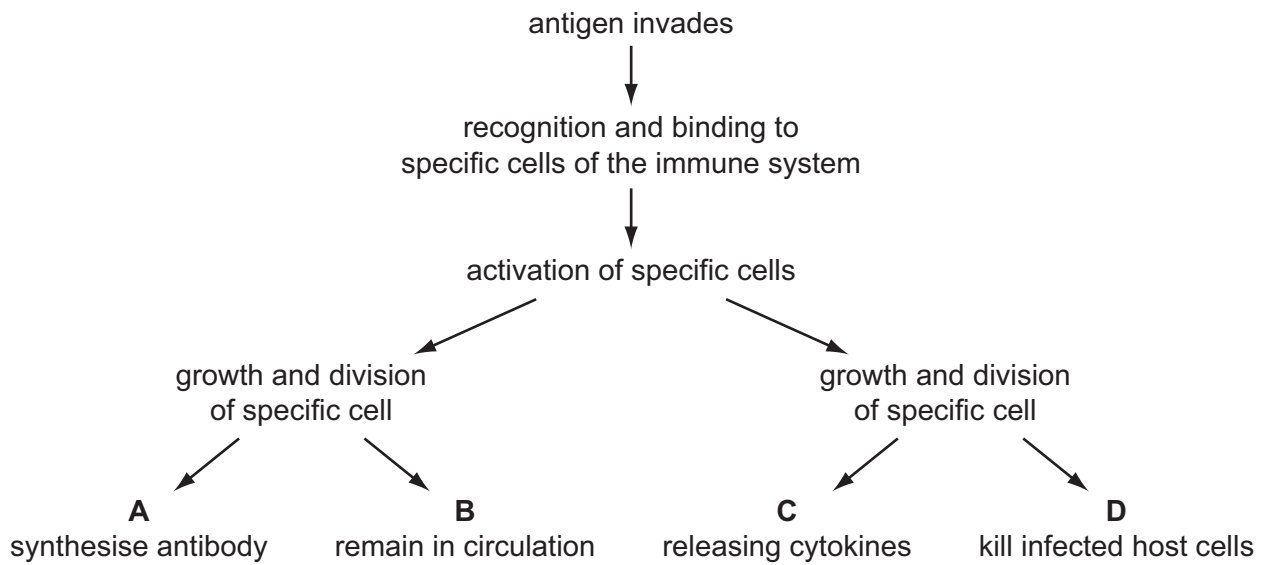 antigen invades
recognition and binding to
specific cells of the immune system
activation of specific cells
growth and division
of specific cell
growth and division
of specific cell
A
synthesise antibody
B
remain in circulation
C
releasing cytokines
D
kill infected host cells